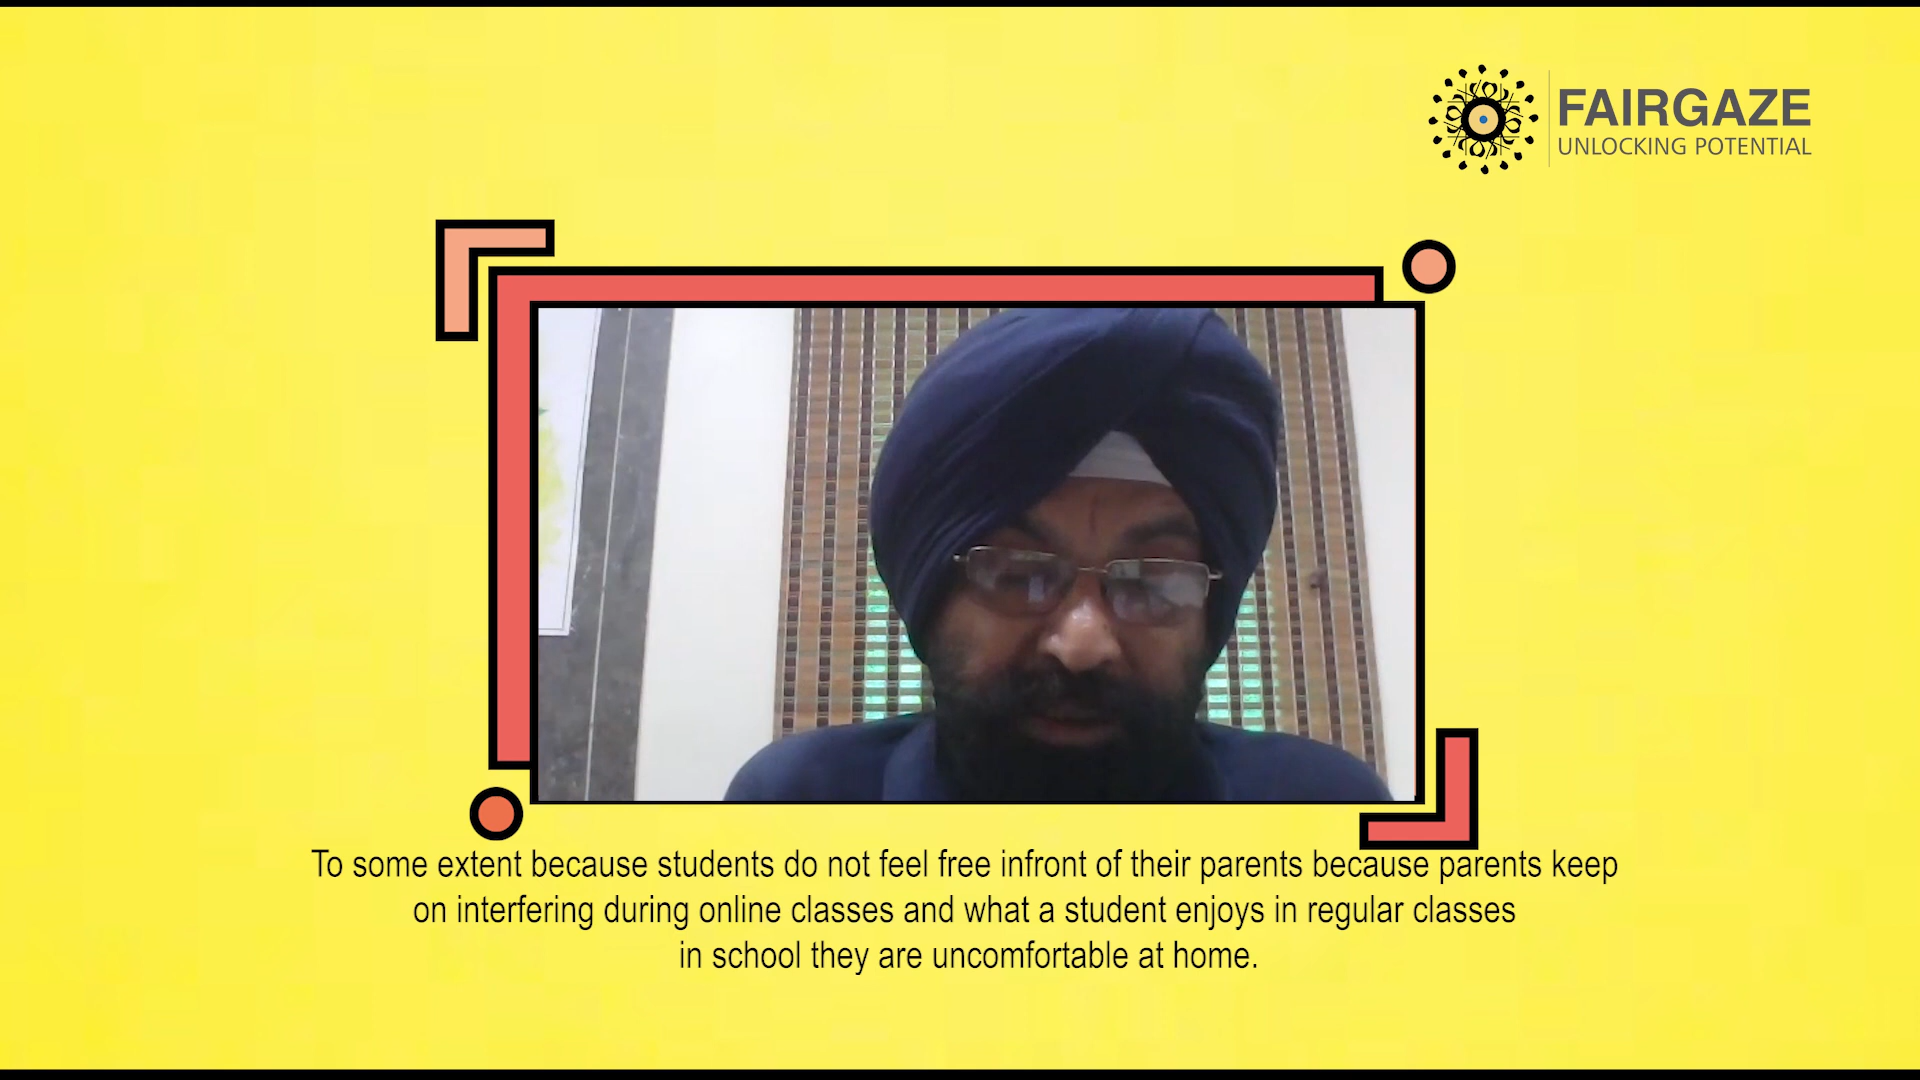 FAIRGAZE
UNLOCKING POTENTIAL
To some extent because students do not feel free infront of their parents because parents keep
on interfering during online classes and what a student enjoys in regular classes
in school they are uncomfortable at home.